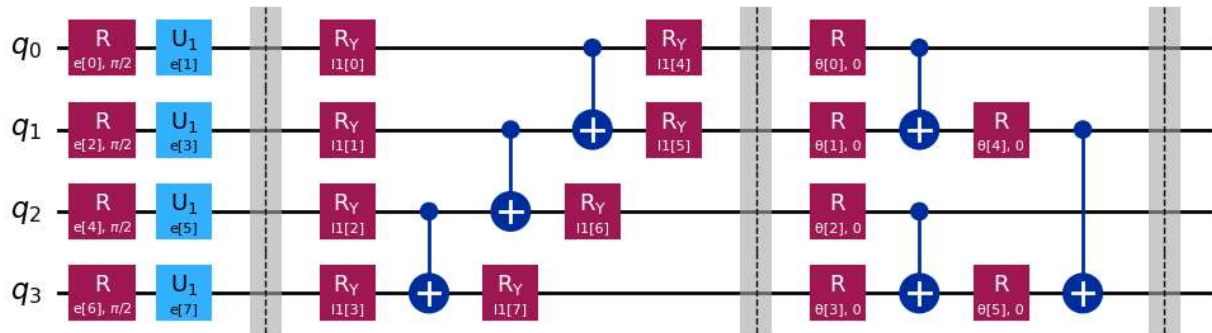 q0 R e[0], π/2 U1 e[1] RY l1[0] RY l1[4] R θ[0], 0
q1 R e[2], π/2 U1 e[3] RY l1[1] RY l1[5] R θ[1], 0 R θ[4], 0
q2 R e[4], π/2 U1 e[5] RY l1[2] RY l1[6] R θ[2], 0
q3 R e[6], π/2 U1 e[7] RY l1[3] RY l1[7] R θ[3], 0 R θ[5], 0